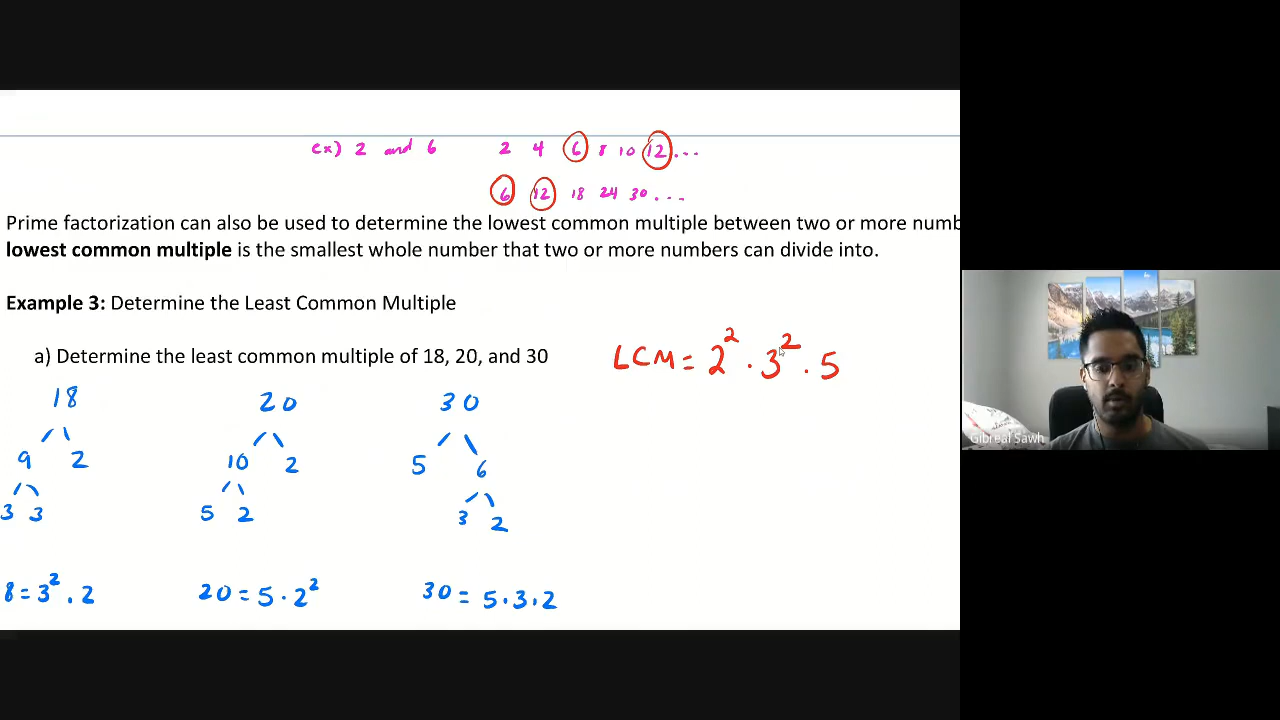 ex) 2 and 6 2 4 6 8 10 12 ...
6 12 18 24 30 ...
Prime factorization can also be used to determine the lowest common multiple between two or more numb
lowest common multiple is the smallest whole number that two or more numbers can divide into.
Example 3: Determine the Least Common Multiple
a) Determine the least common multiple of 18, 20, and 30
LCM = 2² · 3² · 5
18 20 30
9 2 10 2 5 6
3 3 5 2 3 2
8 = 3² · 2 20 = 5 · 2² 30 = 5 · 3 · 2
Gibreal Sawh